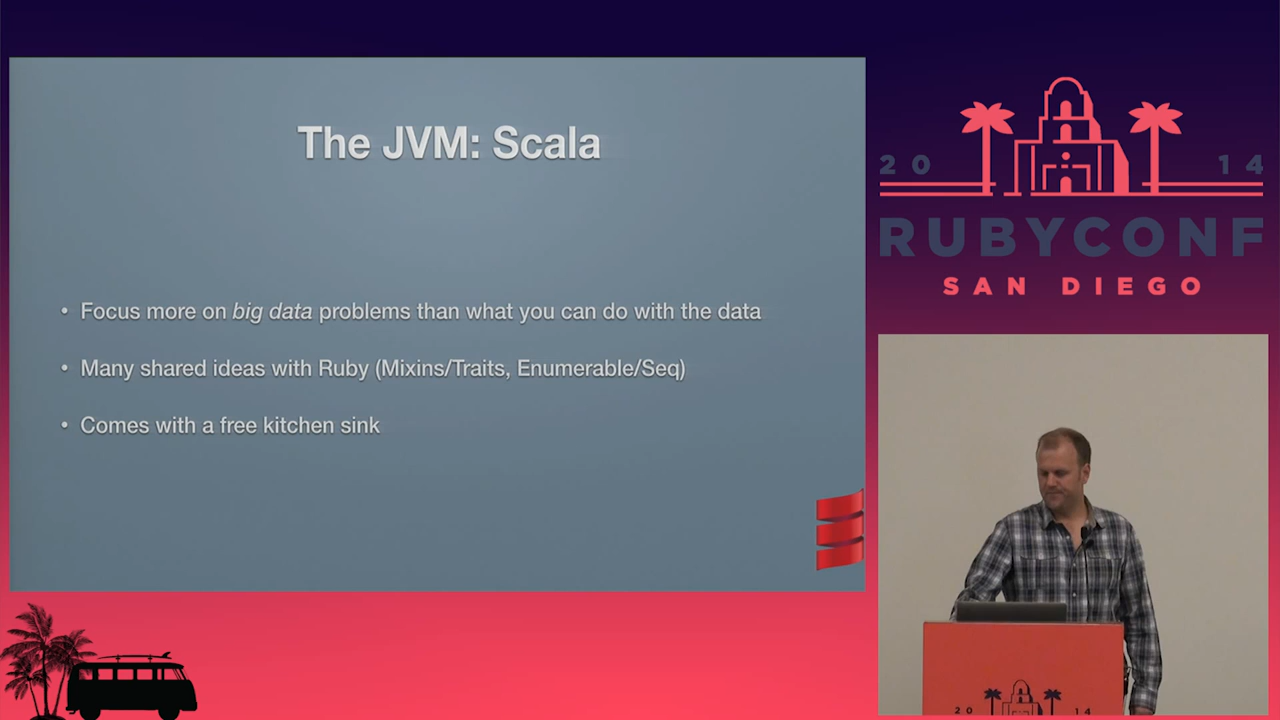 The JVM: Scala
• Focus more on big data problems than what you can do with the data
• Many shared ideas with Ruby (Mixins/Traits, Enumerable/Seq)
• Comes with a free kitchen sink
20 14
RUBYCONF
SAN DIEGO
20 14